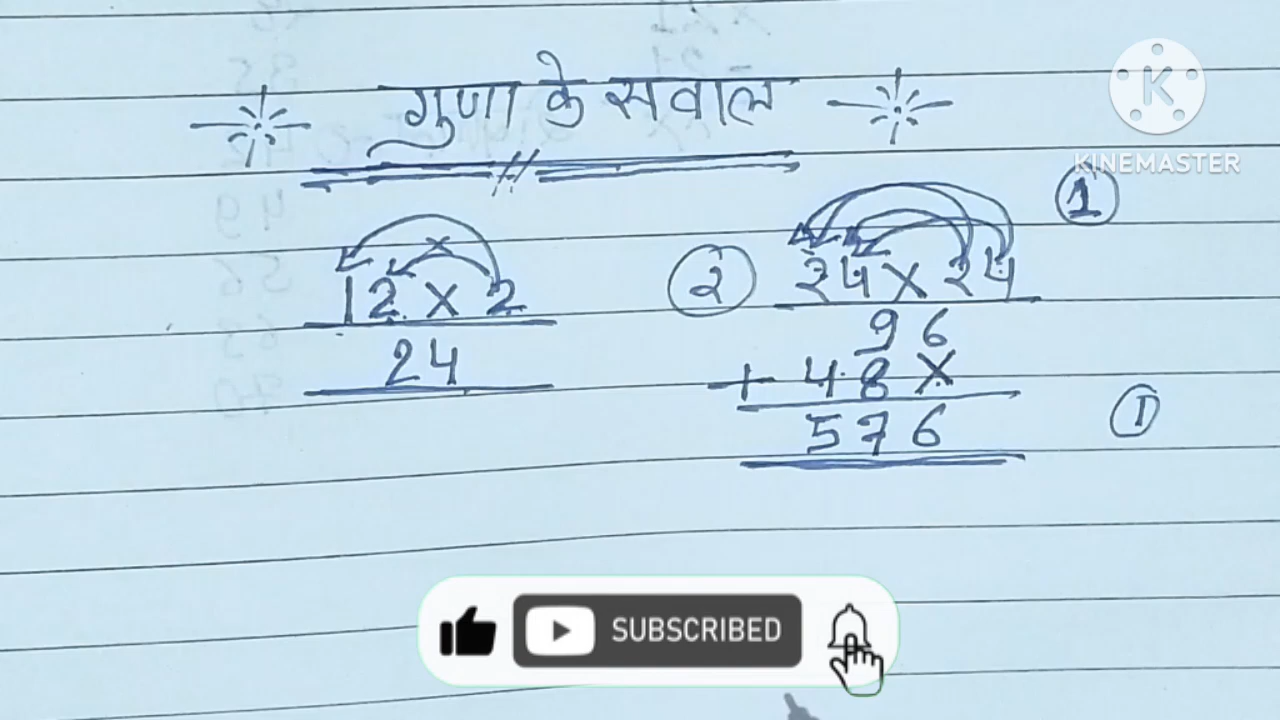 गुणा के सवाल
K
KINEMASTER
1
12 × 2
24
2
24 × 24
96
+ 48×
576
1
SUBSCRIBED